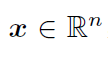 𝒙 ∈ ℝⁿ